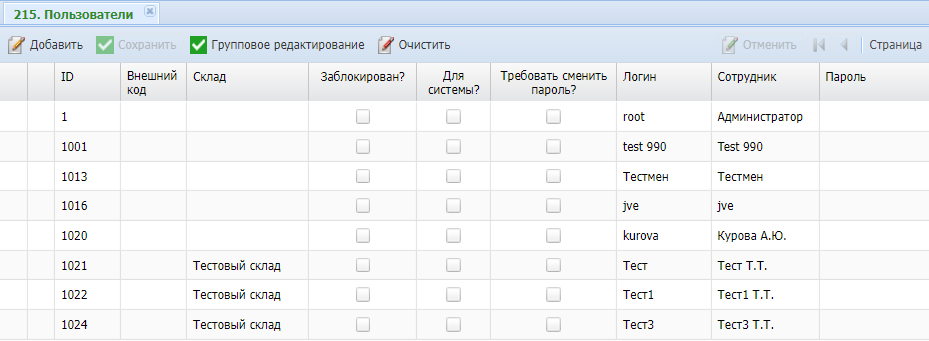 215. Пользователи
Добавить Сохранить Групповое редактирование Очистить Отменить Страница
ID Внешний код Склад Заблокирован? Для системы? Требовать сменить пароль? Логин Сотрудник Пароль
1 root Администратор
1001 test 990 Test 990
1013 Тестмен Тестмен
1016 jve jve
1020 kurova Курова А.Ю.
1021 Тестовый склад Тест Тест Т.Т.
1022 Тестовый склад Тест1 Тест1 Т.Т.
1024 Тестовый склад Тест3 Тест3 Т.Т.